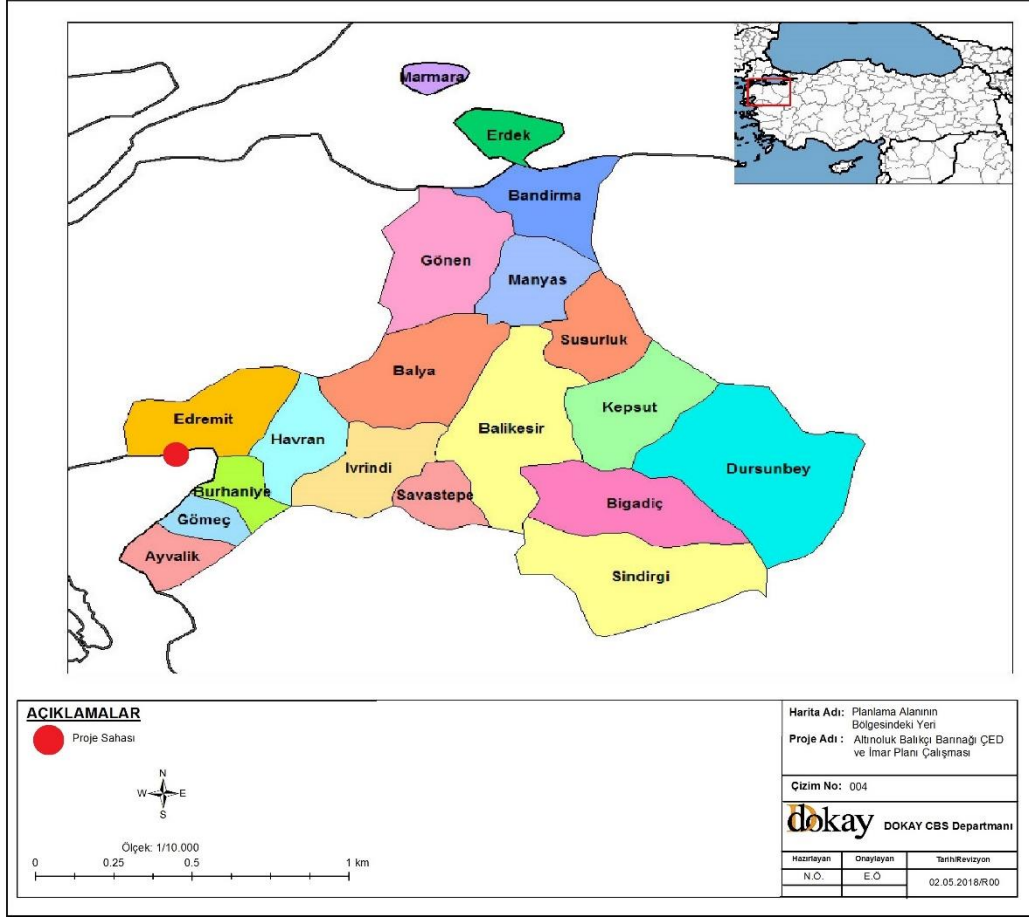 Marmara
Erdek
Bandirma
Gönen
Manyas
Susurluk
Balya
Kepsut
Edremit
Havran
Balikesir
Dursunbey
Ivrindi
Burhaniye
Savastepe
Bigadiç
Gömeç
Ayvalik
Sindirgi
AÇIKLAMALAR
Proje Sahası
N
W E
S
Ölçek: 1/10.000
0 0.25 0.5 1 km
Harita Adı: Planlama Alanının
Bölgesindeki Yeri
Proje Adı : Altınoluk Balıkçı Barınağı ÇED
ve İmar Planı Çalışması
Çizim No: 004
dokay DOKAY CBS Departmanı
Hazırlayan Onaylayan Tarih/Revizyon
N.Ö. E.Ö 02.05.2018/R00